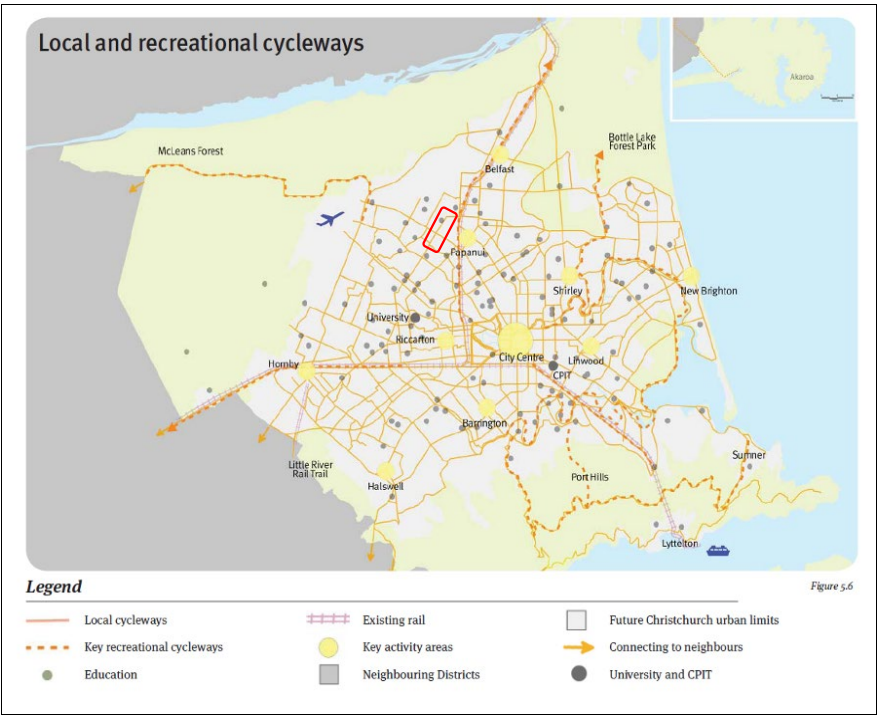 Local and recreational cycleways
Akaroa
McLeans Forest
Bottle Lake
Forest Park
Belfast
Papanui
Shirley
New Brighton
University
Riccarton
City Centre
Linwood
Hornby
CPIT
Barrington
Little River
Rail Trail
Halswell
Port Hills
Sumner
Lyttelton
Legend
Figure 5.6
Local cycleways
Existing rail
Future Christchurch urban limits
Key recreational cycleways
Key activity areas
Connecting to neighbours
Education
Neighbouring Districts
University and CPIT